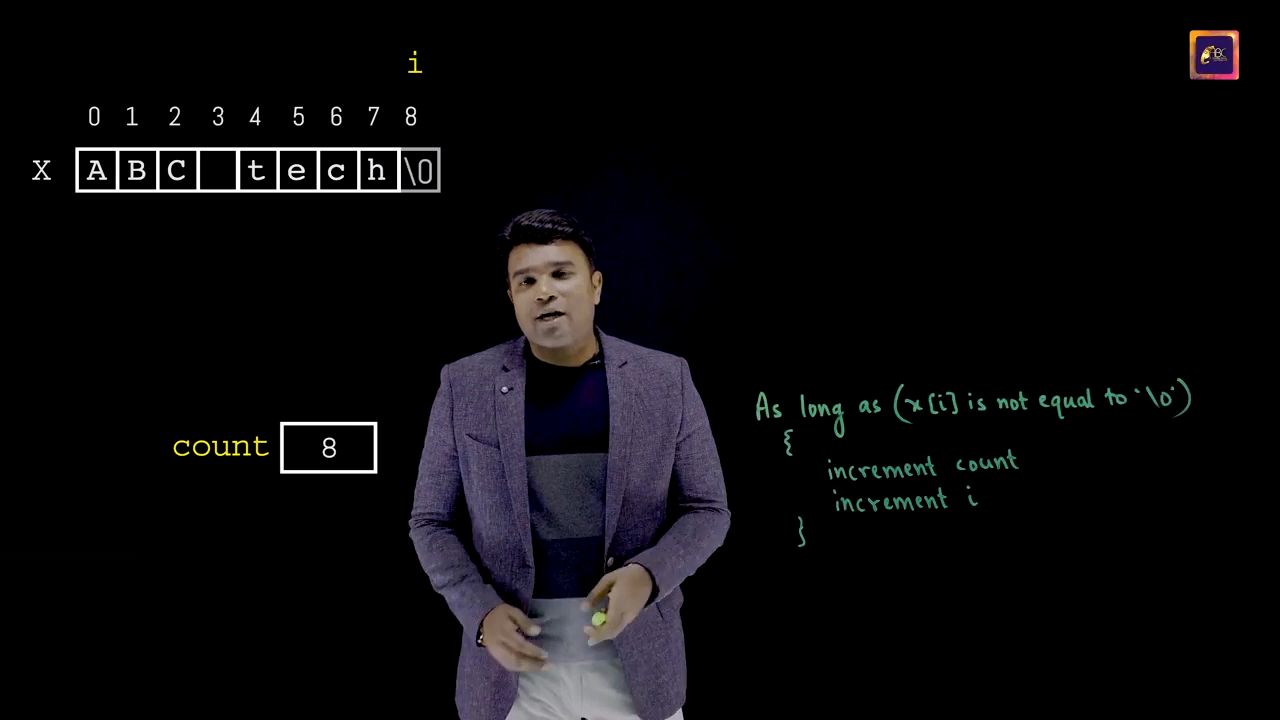 i
0 1 2 3 4 5 6 7 8
X A B C t e c h \0
ABC
As long as (x[i] is not equal to '\0')
{
count 8
increment count
increment i
}